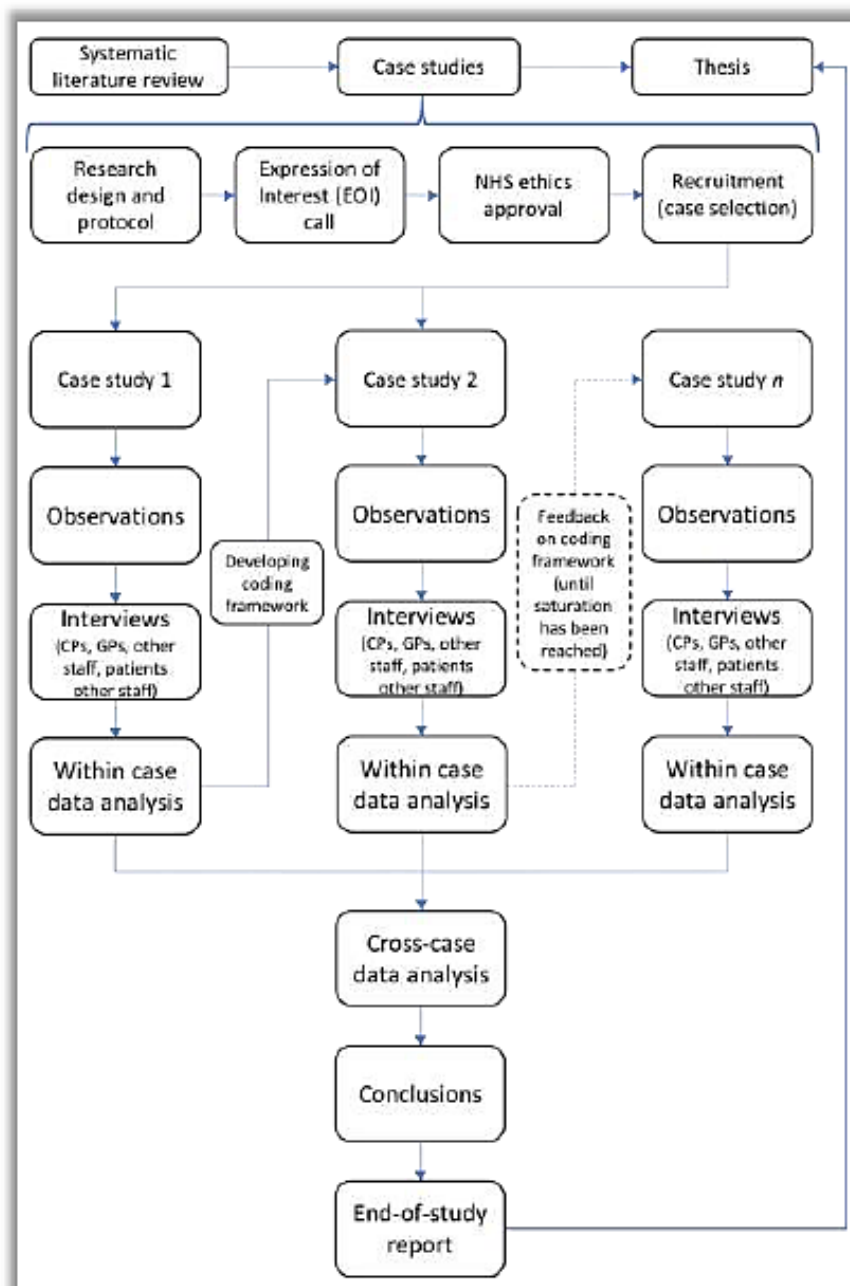 Systematic
literature review
Case studies
Thesis
Research
design and
protocol
Expression of
Interest (EOI)
call
NHS ethics
approval
Recruitment
(case selection)
Case study 1
Case study 2
Case study n
Observations
Developing
coding
framework
Observations
Feedback
on coding
framework
(until
saturation
has been
reached)
Observations
Interviews
(CPs, GPs, other
staff, patients
other staff)
Interviews
(CPs, GPs, other
staff, patients
other staff)
Interviews
(CPs, GPs, other
staff, patients
other staff)
Within case
data analysis
Within case
data analysis
Within case
data analysis
Cross-case
data analysis
Conclusions
End-of-study
report